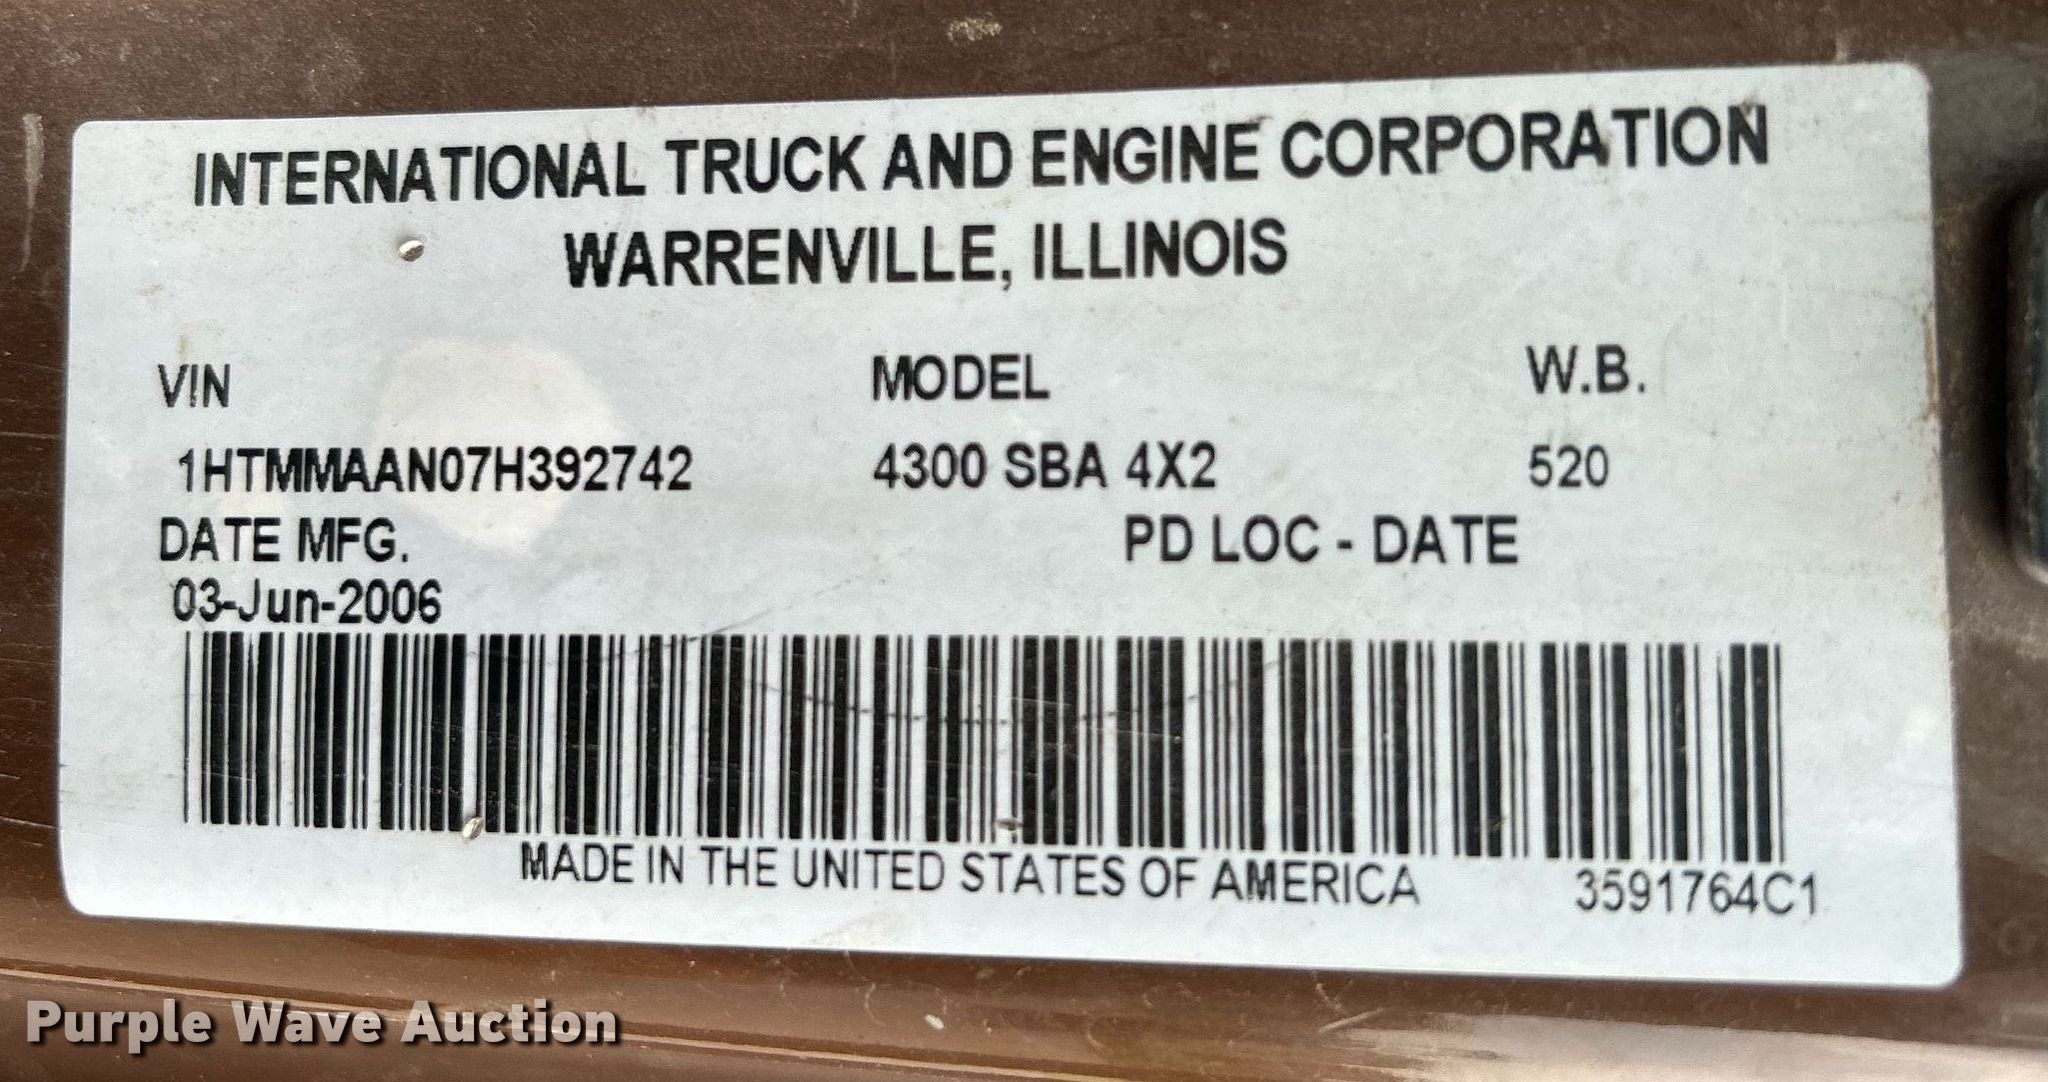 INTERNATIONAL TRUCK AND ENGINE CORPORATION
WARRENVILLE, ILLINOIS
VIN MODEL W.B.
1HTMMAAN07H392742 4300 SBA 4X2 520
DATE MFG. PD LOC - DATE
03-Jun-2006
MADE IN THE UNITED STATES OF AMERICA 3591764C1
Purple Wave Auction